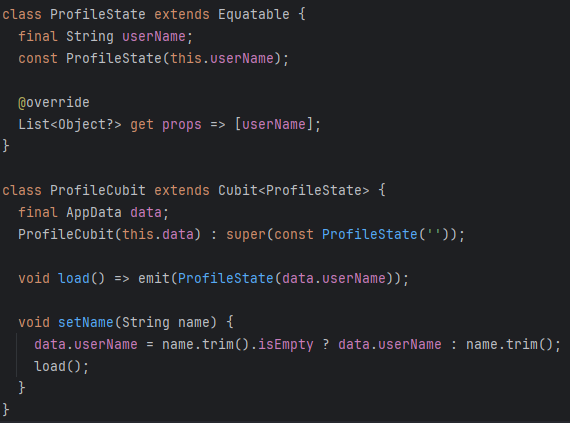 class ProfileState extends Equatable {
  final String userName;
  const ProfileState(this.userName);

  @override
  List<Object?> get props => [userName];
}

class ProfileCubit extends Cubit<ProfileState> {
  final AppData data;
  ProfileCubit(this.data) : super(const ProfileState(''));

  void load() => emit(ProfileState(data.userName));

  void setName(String name) {
    data.userName = name.trim().isEmpty ? data.userName : name.trim();
    load();
  }
}